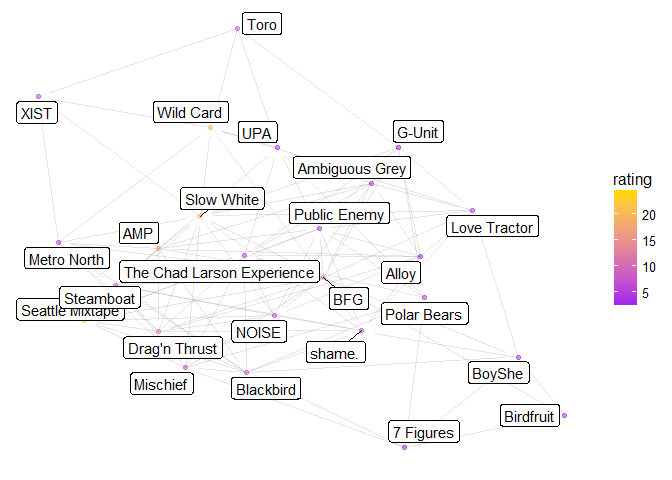 Toro
XIST
Wild Card
UPA
G-Unit
Ambiguous Grey
rating
Slow White
Public Enemy
20
Love Tractor
AMP
15
Metro North
The Chad Larson Experience
Alloy
10
Steamboat
BFG
5
Seattle Mixtape
Polar Bears
NOISE
Drag'n Thrust
shame.
BoyShe
Mischief
Blackbird
Birdfruit
7 Figures